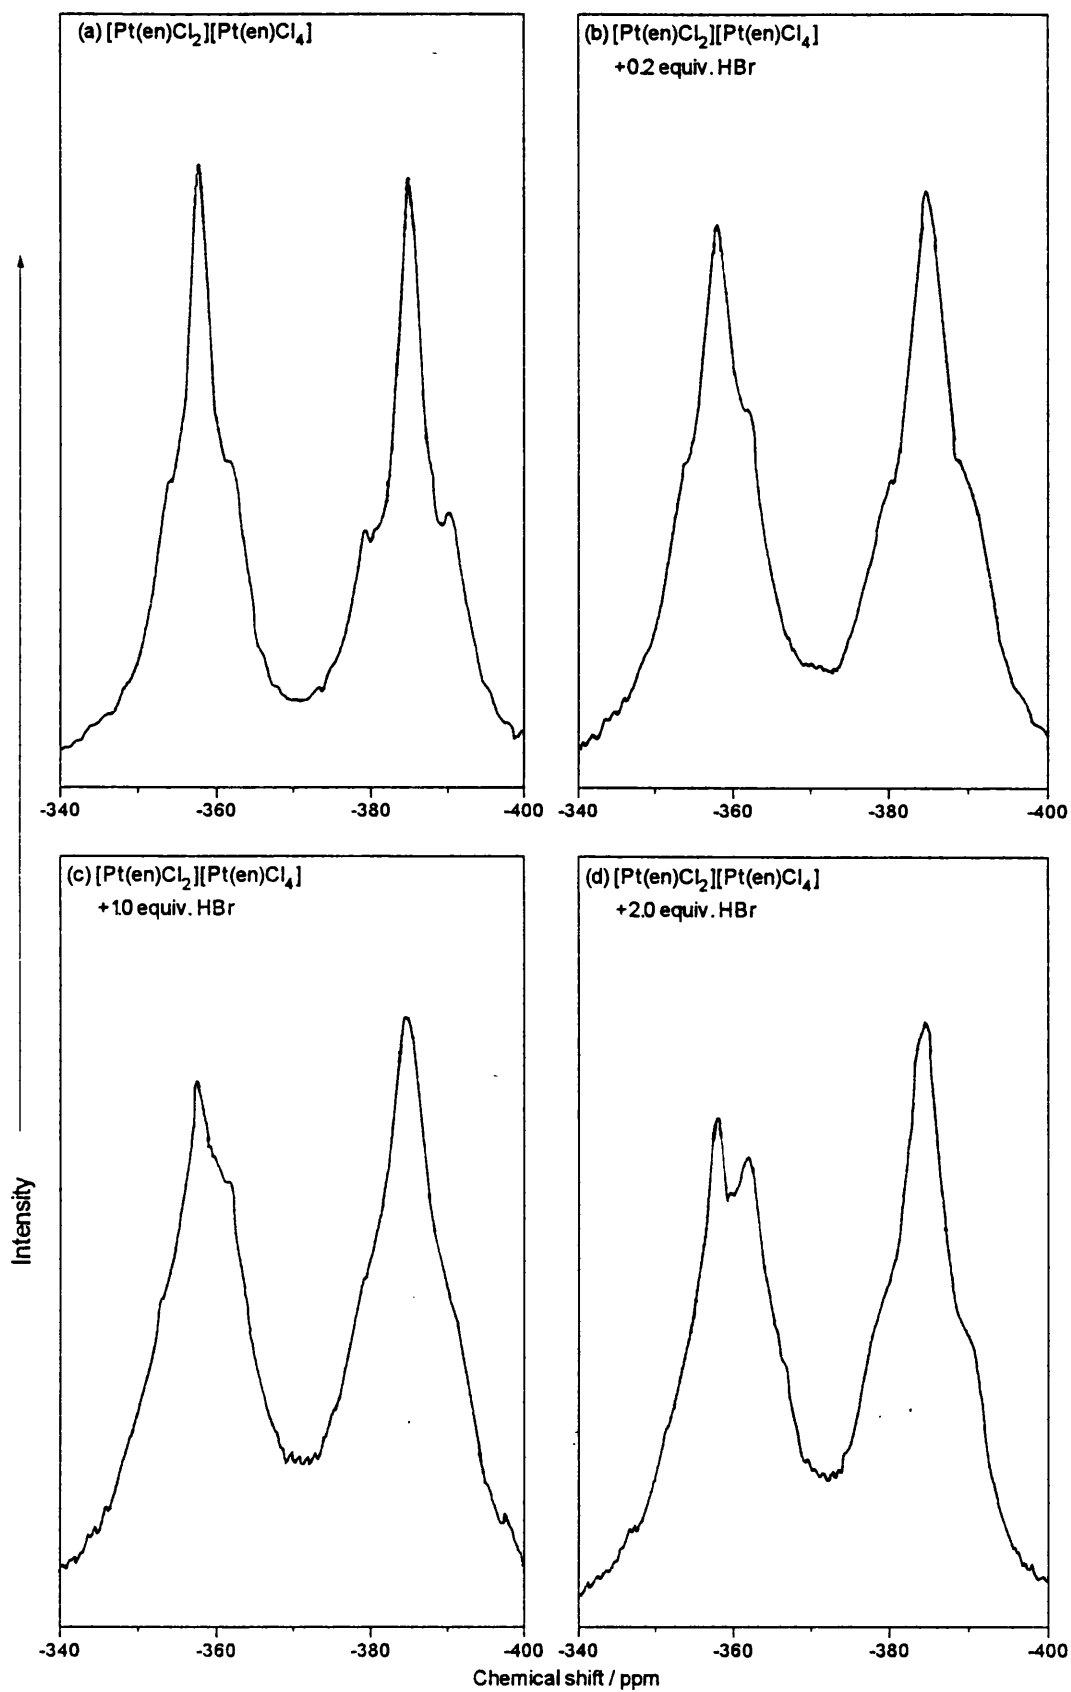 (a) [Pt(en)Cl₂][Pt(en)Cl₄]
(b) [Pt(en)Cl₂][Pt(en)Cl₄]
+0.2 equiv. HBr
-340 -360 -380 -400
-340 -360 -380 -400
(c) [Pt(en)Cl₂][Pt(en)Cl₄]
+1.0 equiv. HBr
(d) [Pt(en)Cl₂][Pt(en)Cl₄]
+2.0 equiv. HBr
Intensity
-340 -360 -380 -400
-340 -360 -380 -400
Chemical shift / ppm